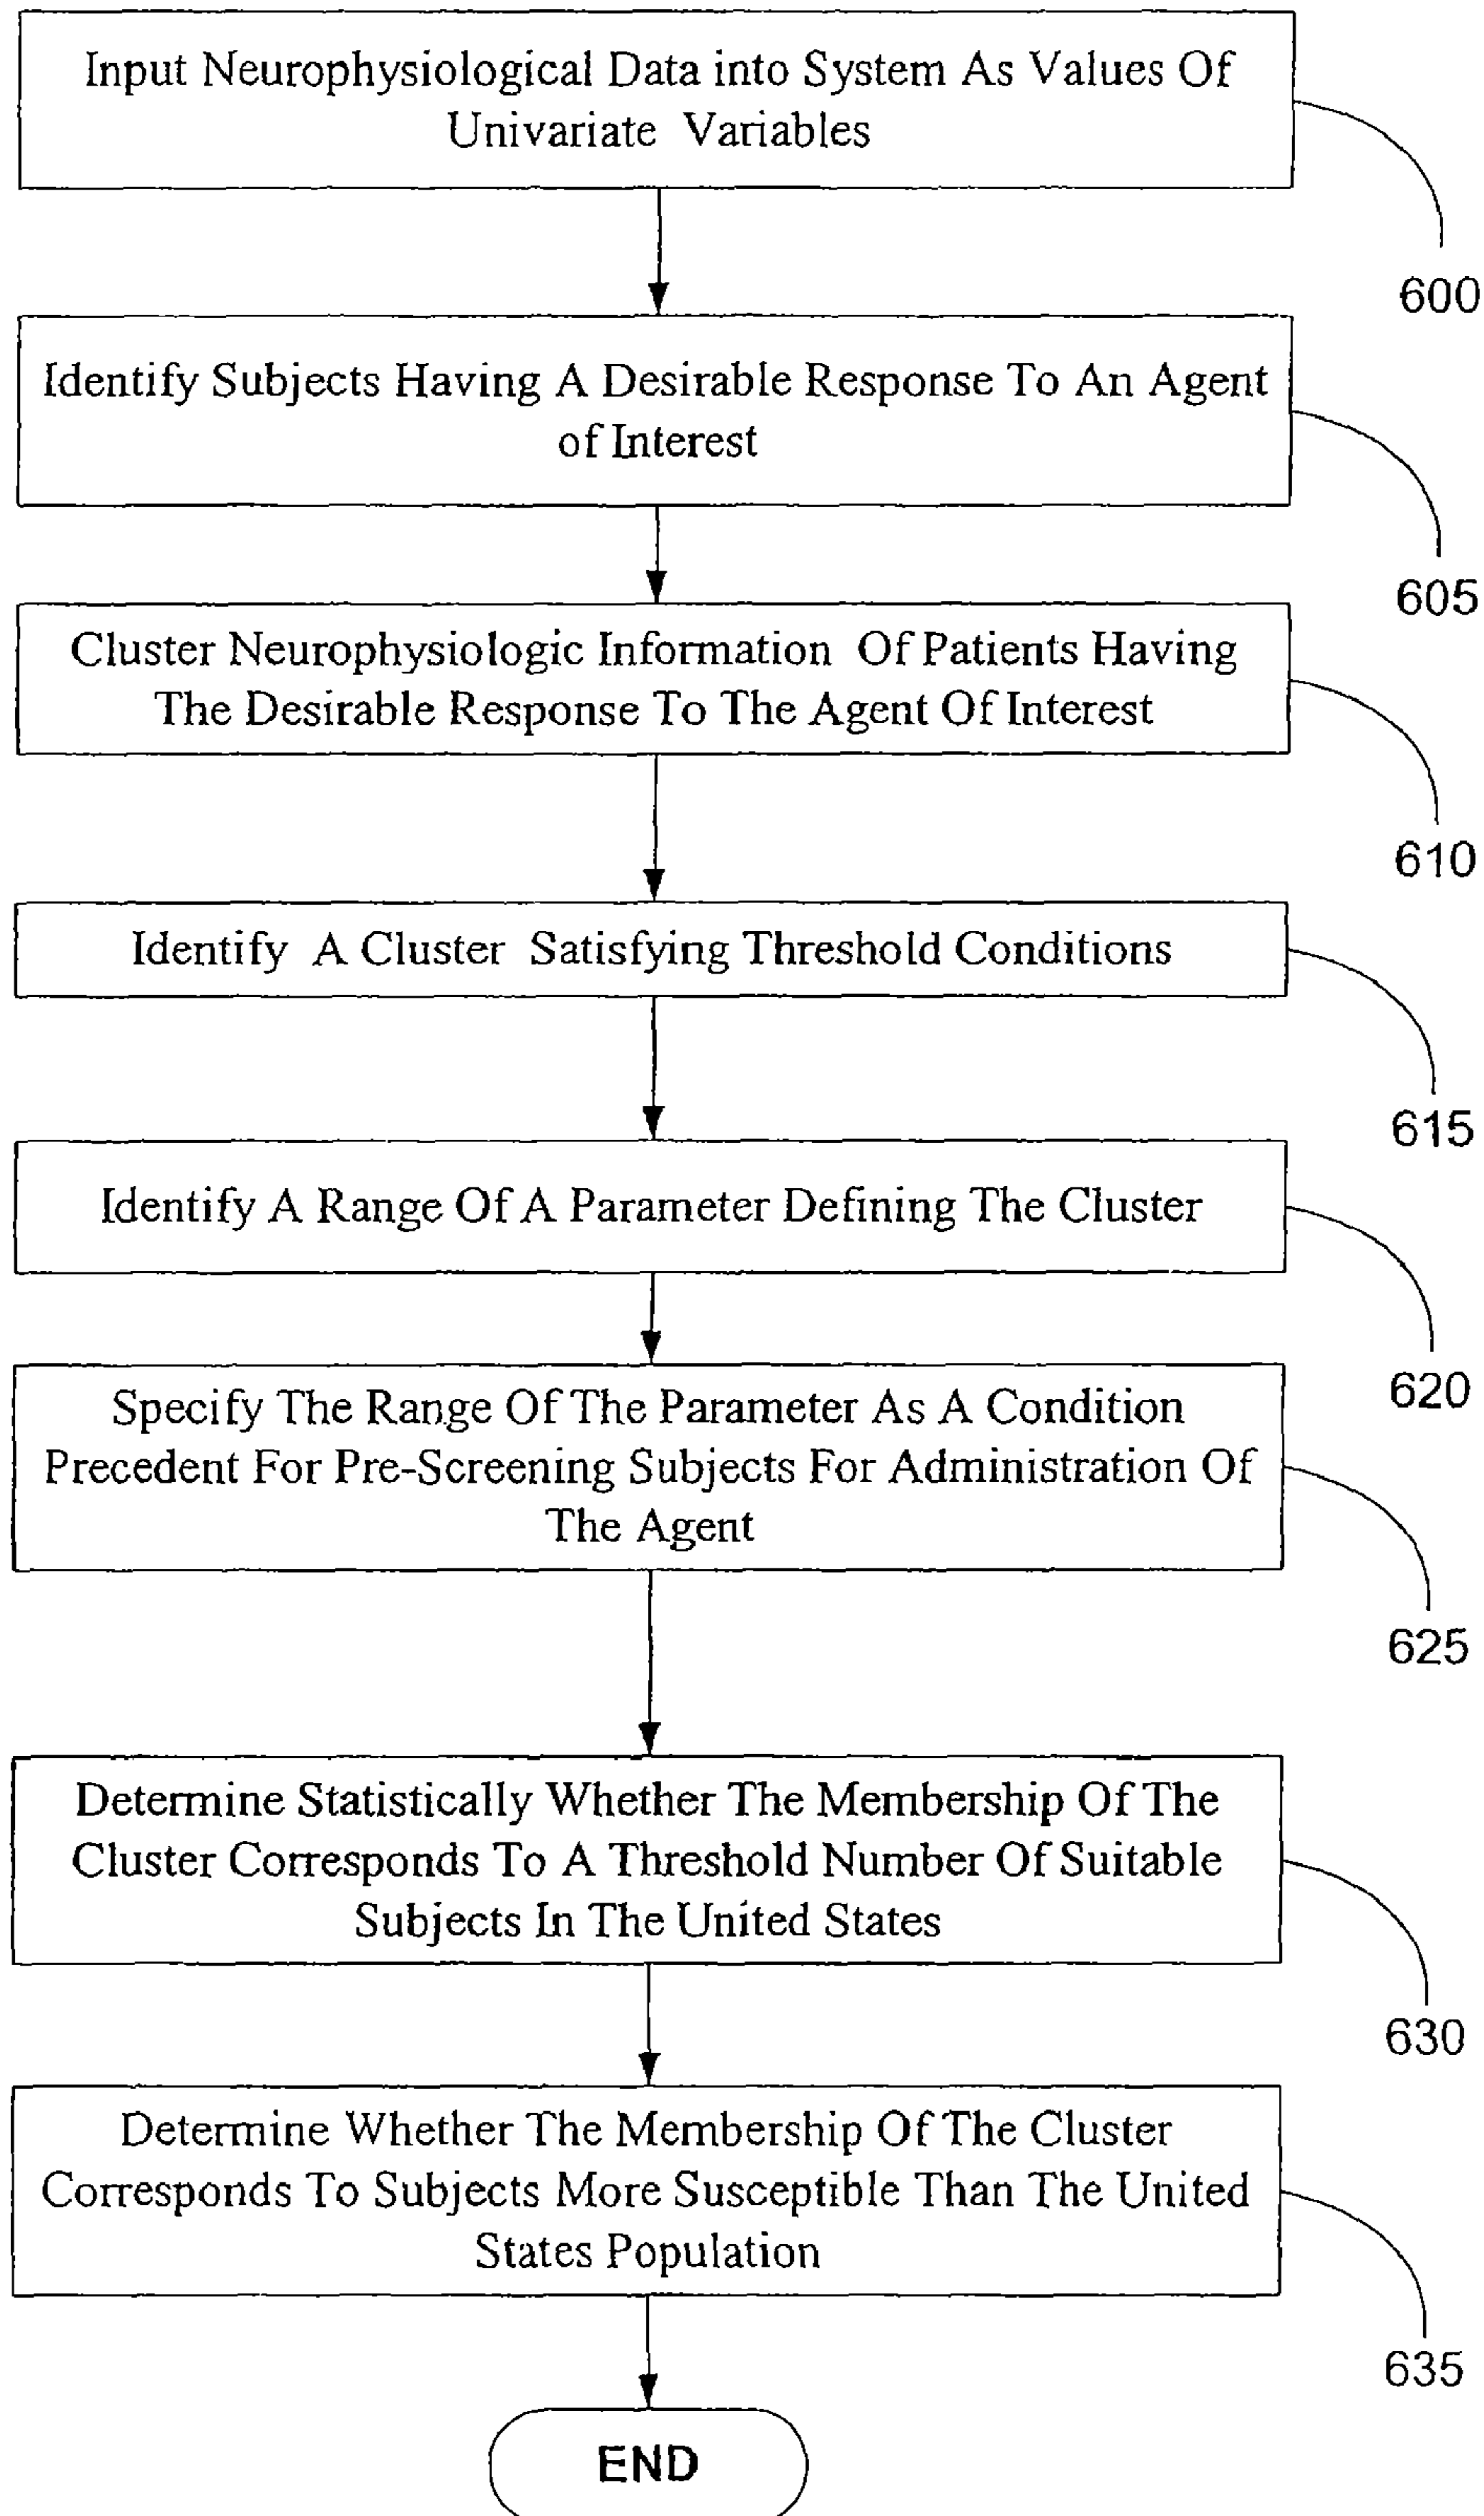 Input Neurophysiological Data into System As Values Of
Univariate Variables
600
Identify Subjects Having A Desirable Response To An Agent
of Interest
605
Cluster Neurophysiologic Information Of Patients Having
The Desirable Response To The Agent Of Interest
610
Identify A Cluster Satisfying Threshold Conditions
615
Identify A Range Of A Parameter Defining The Cluster
620
Specify The Range Of The Parameter As A Condition
Precedent For Pre-Screening Subjects For Administration Of
The Agent
625
Determine Statistically Whether The Membership Of The
Cluster Corresponds To A Threshold Number Of Suitable
Subjects In The United States
630
Determine Whether The Membership Of The Cluster
Corresponds To Subjects More Susceptible Than The United
States Population
635
END